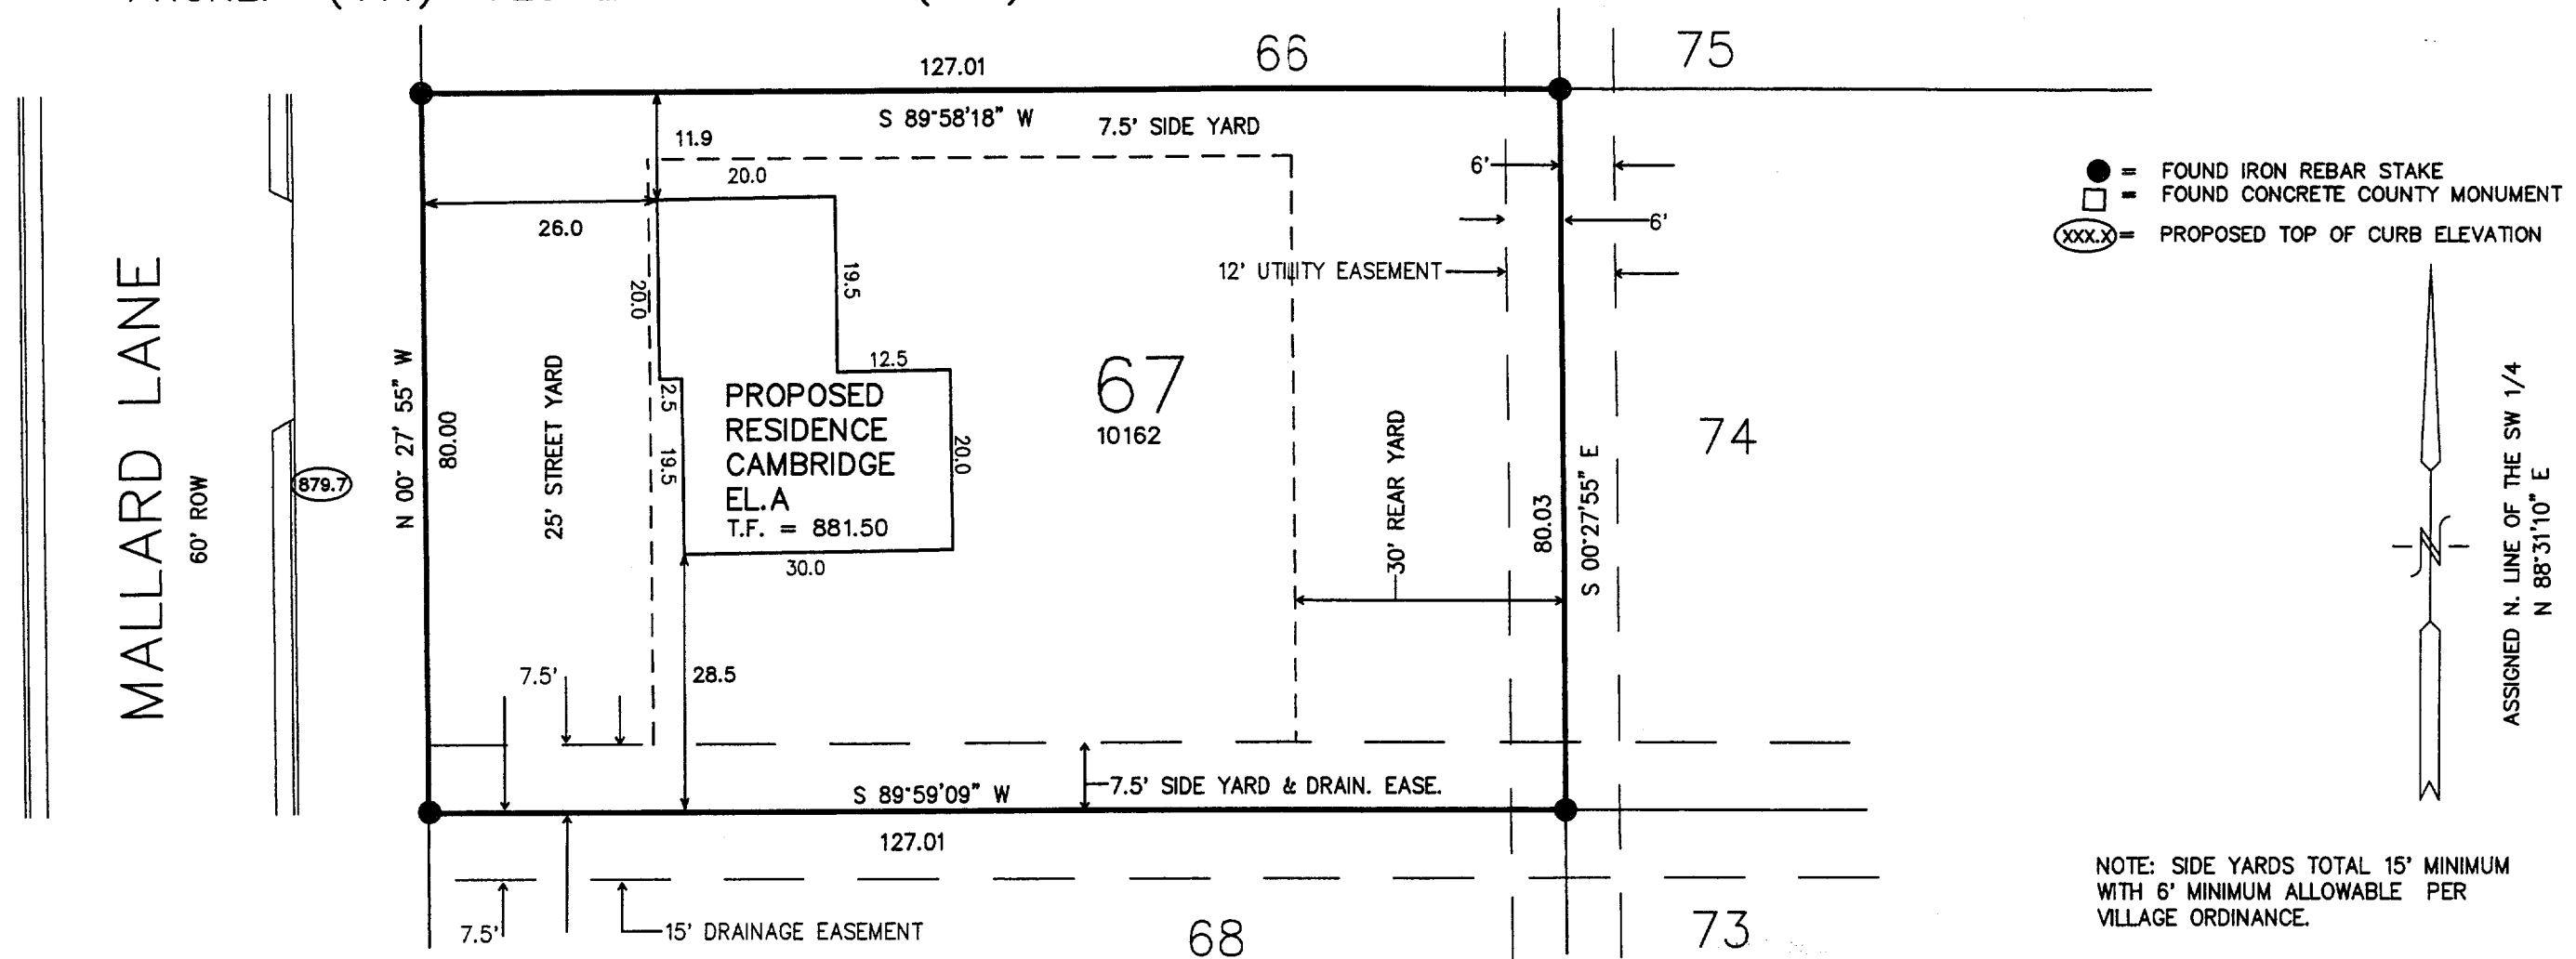 66
75
127.01
S 89°58'18" W
7.5' SIDE YARD
11.9
20.0
6'
6'
26.0
19.5
20.0
12' UTILITY EASEMENT
● = FOUND IRON REBAR STAKE
□ = FOUND CONCRETE COUNTY MONUMENT
XXX.X = PROPOSED TOP OF CURB ELEVATION
MALLARD LANE
60' ROW
879.7
N 00° 27' 55" W
80.00
25' STREET YARD
12.5
2.5
19.5
20.0
PROPOSED
RESIDENCE
CAMBRIDGE
EL.A
T.F. = 881.50
30.0
67
10162
30' REAR YARD
80.03
S 00°27'55" E
74
N
ASSIGNED N. LINE OF THE SW 1/4
N 88°31'10" E
7.5'
28.5
7.5' SIDE YARD & DRAIN. EASE.
S 89°59'09" W
127.01
7.5'
15' DRAINAGE EASEMENT
68
73
NOTE: SIDE YARDS TOTAL 15' MINIMUM
WITH 6' MINIMUM ALLOWABLE PER
VILLAGE ORDINANCE.